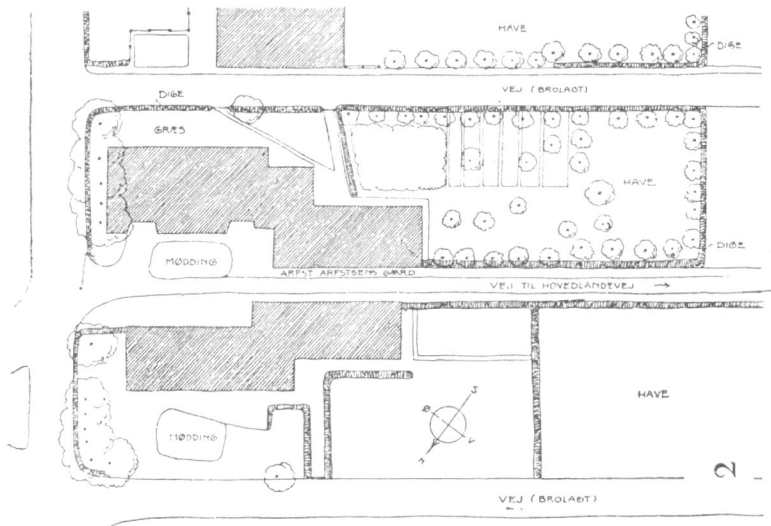 HAVE
DIGE
VEJ (BROLAGT)
DIGE
GRÆS
HAVE
DIGE
MØDDING
ARFST ARFSTSENS GÅRD
VEJ TIL HOVEDLANDEVEJ →
HAVE
S
Ø
V
N
MØDDING
2
VEJ (BROLAGT)